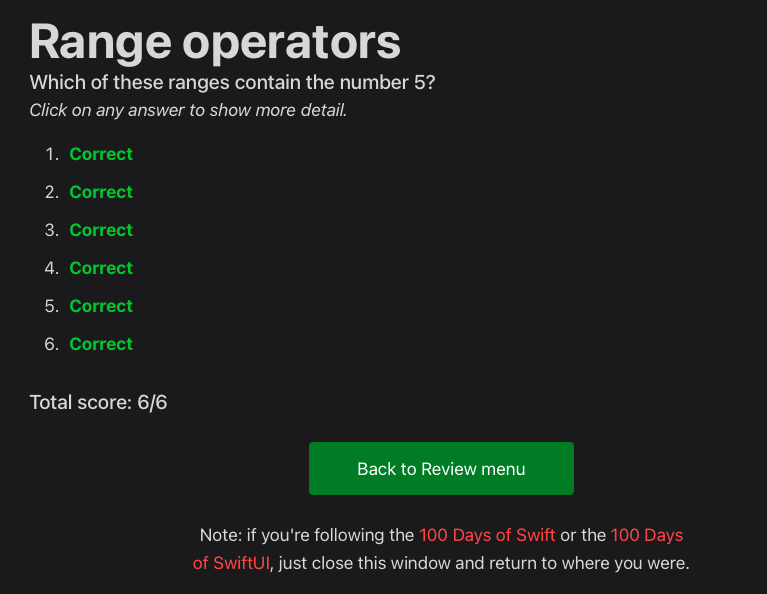 Range operators
Which of these ranges contain the number 5?
Click on any answer to show more detail.
1. Correct
2. Correct
3. Correct
4. Correct
5. Correct
6. Correct
Total score: 6/6
Back to Review menu
Note: if you're following the 100 Days of Swift or the 100 Days
of SwiftUI, just close this window and return to where you were.